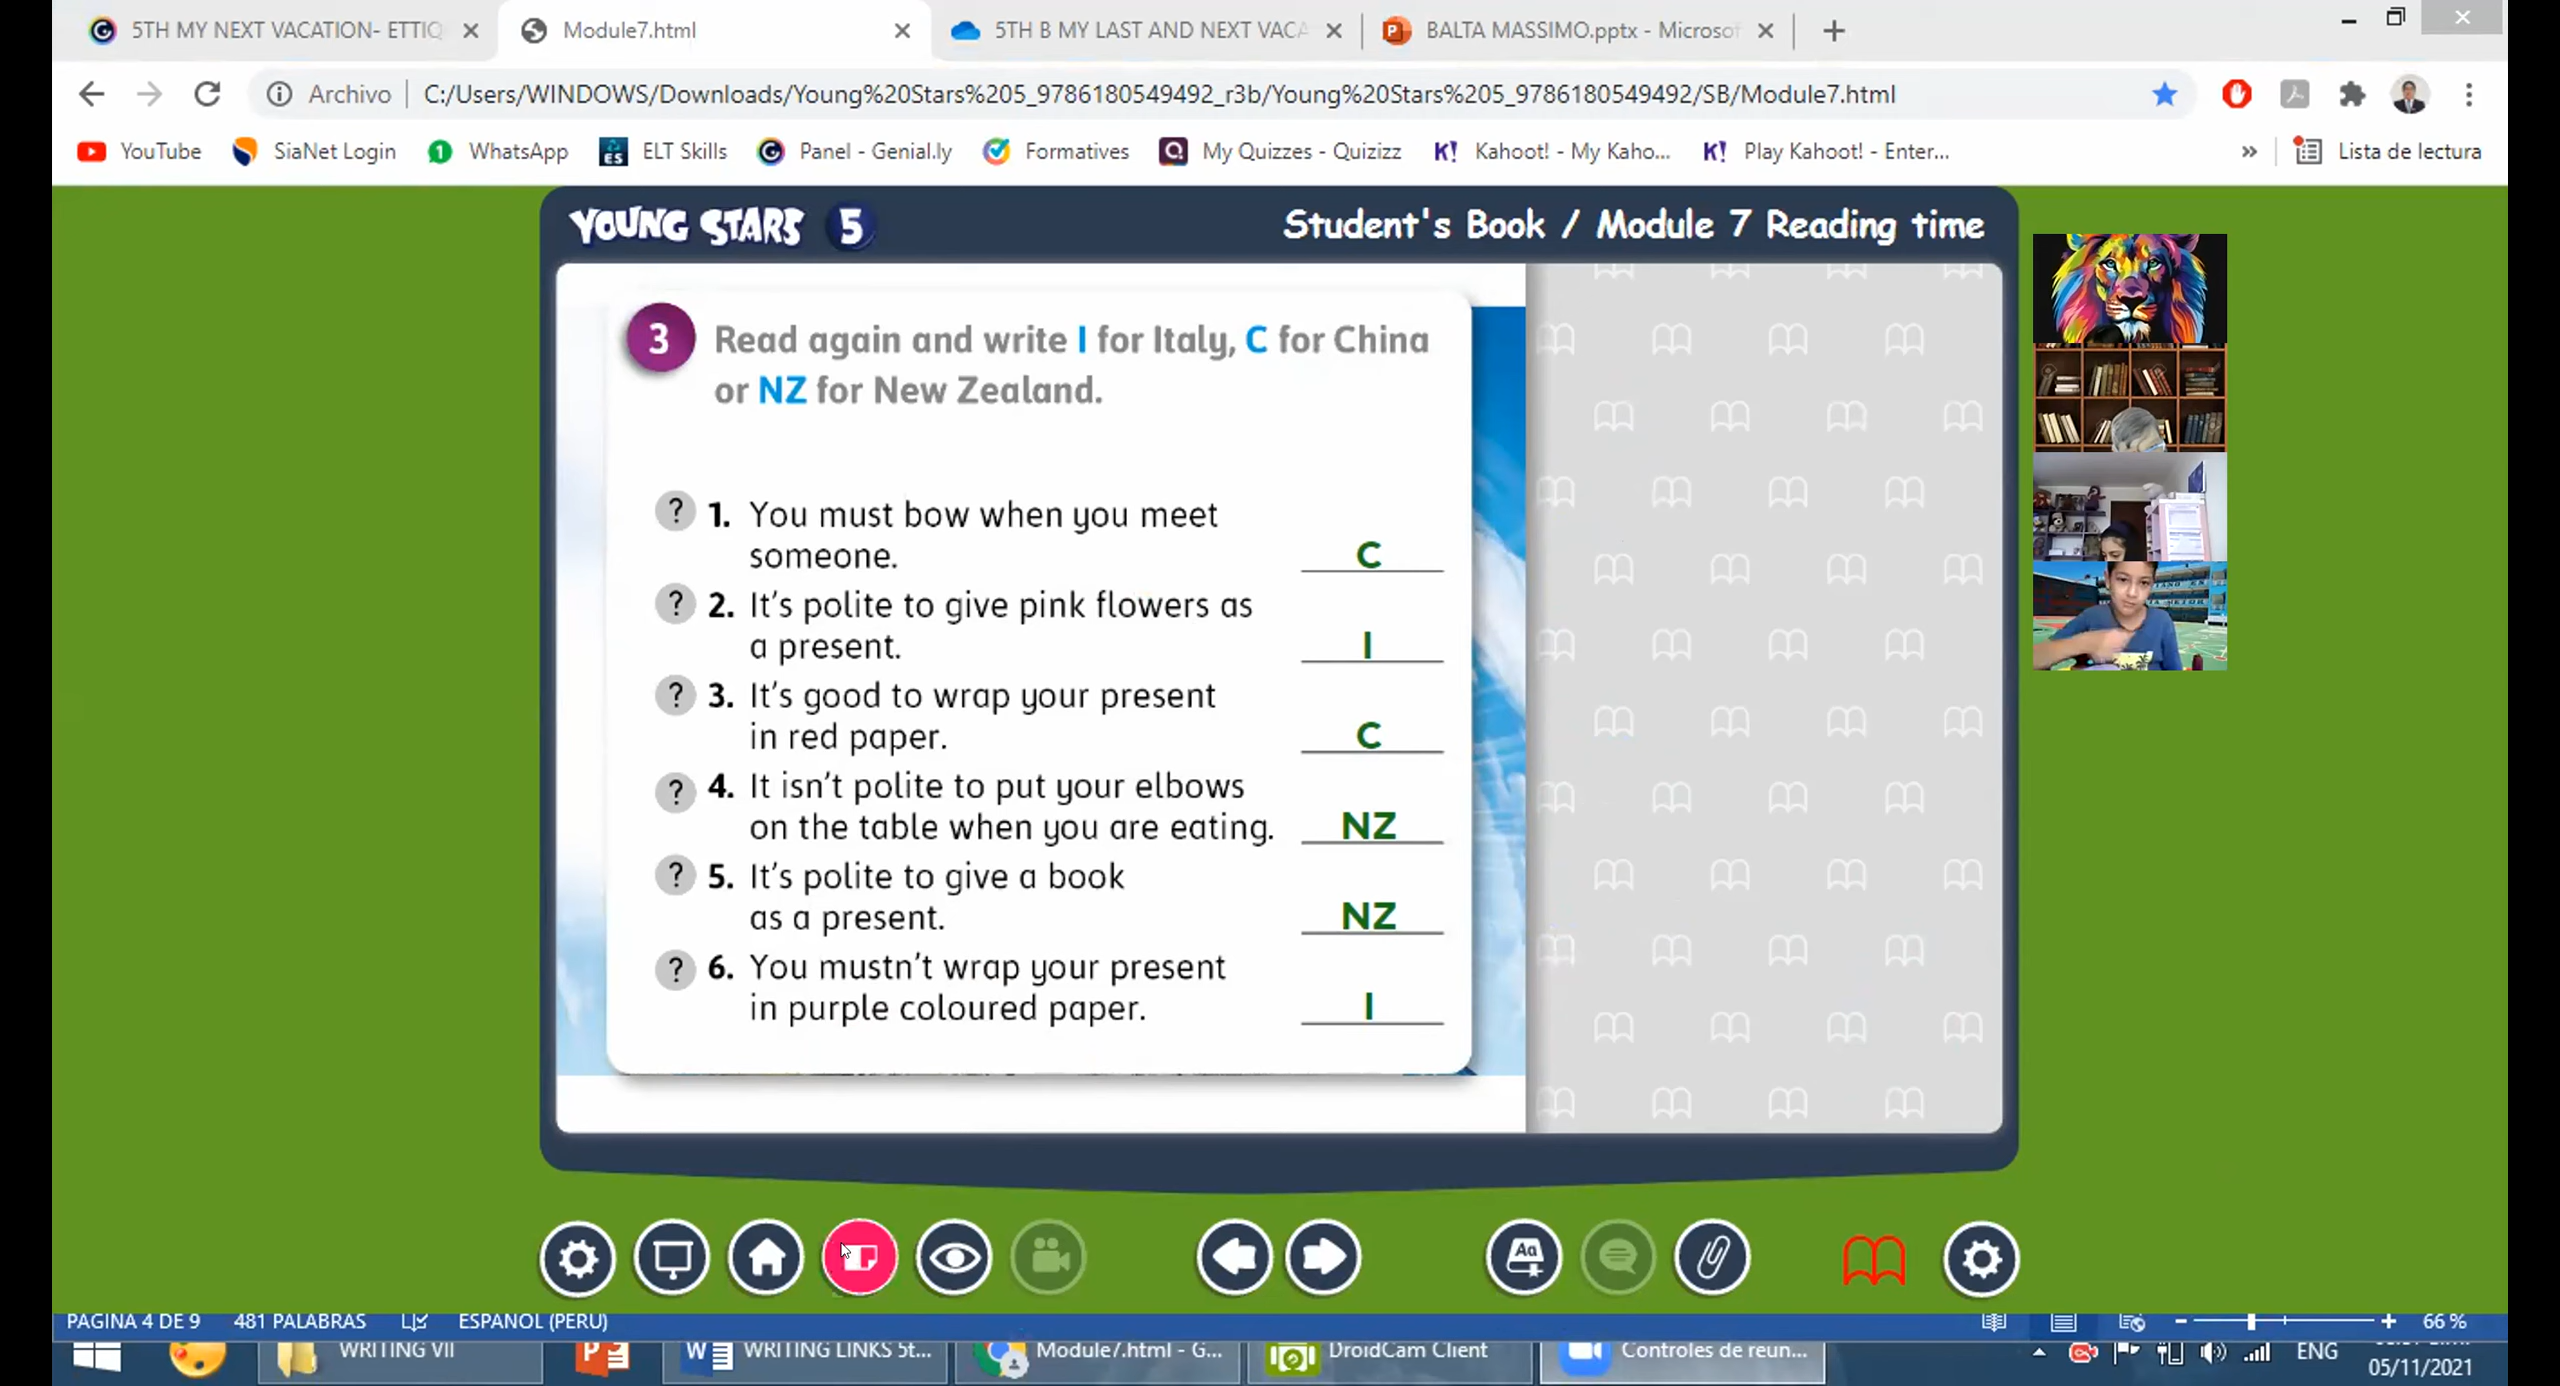 5TH MY NEXT VACATION- ETTIQ
Module7.html
5TH B MY LAST AND NEXT VACA
BALTA MASSIMO.pptx - Microsof
Archivo
C:/Users/WINDOWS/Downloads/Young%20Stars%205_9786180549492_r3b/Young%20Stars%205_9786180549492/SB/Module7.html
YouTube
SiaNet Login
1 WhatsApp
ES ELT Skills
Panel - Genial.ly
Formatives
Q My Quizzes - Quizizz
K! Kahoot! - My Kaho...
K! Play Kahoot! - Enter...
»
Lista de lectura
YOUNG STARS 5
Student's Book / Module 7 Reading time
3 Read again and write I for Italy, C for China
or NZ for New Zealand.
? 1. You must bow when you meet
someone. C
? 2. It's polite to give pink flowers as
a present. I
? 3. It's good to wrap your present
in red paper. C
? 4. It isn't polite to put your elbows
on the table when you are eating. NZ
? 5. It's polite to give a book
as a present. NZ
? 6. You mustn't wrap your present
in purple coloured paper. I
Aa
PAGINA 4 DE 9 481 PALABRAS ESPAÑOL (PERU) 66 %
WRITING VII
P
W WRITING LINKS 5t...
Module7.html - G...
DroidCam Client
Controles de reun...
ENG
05/11/2021